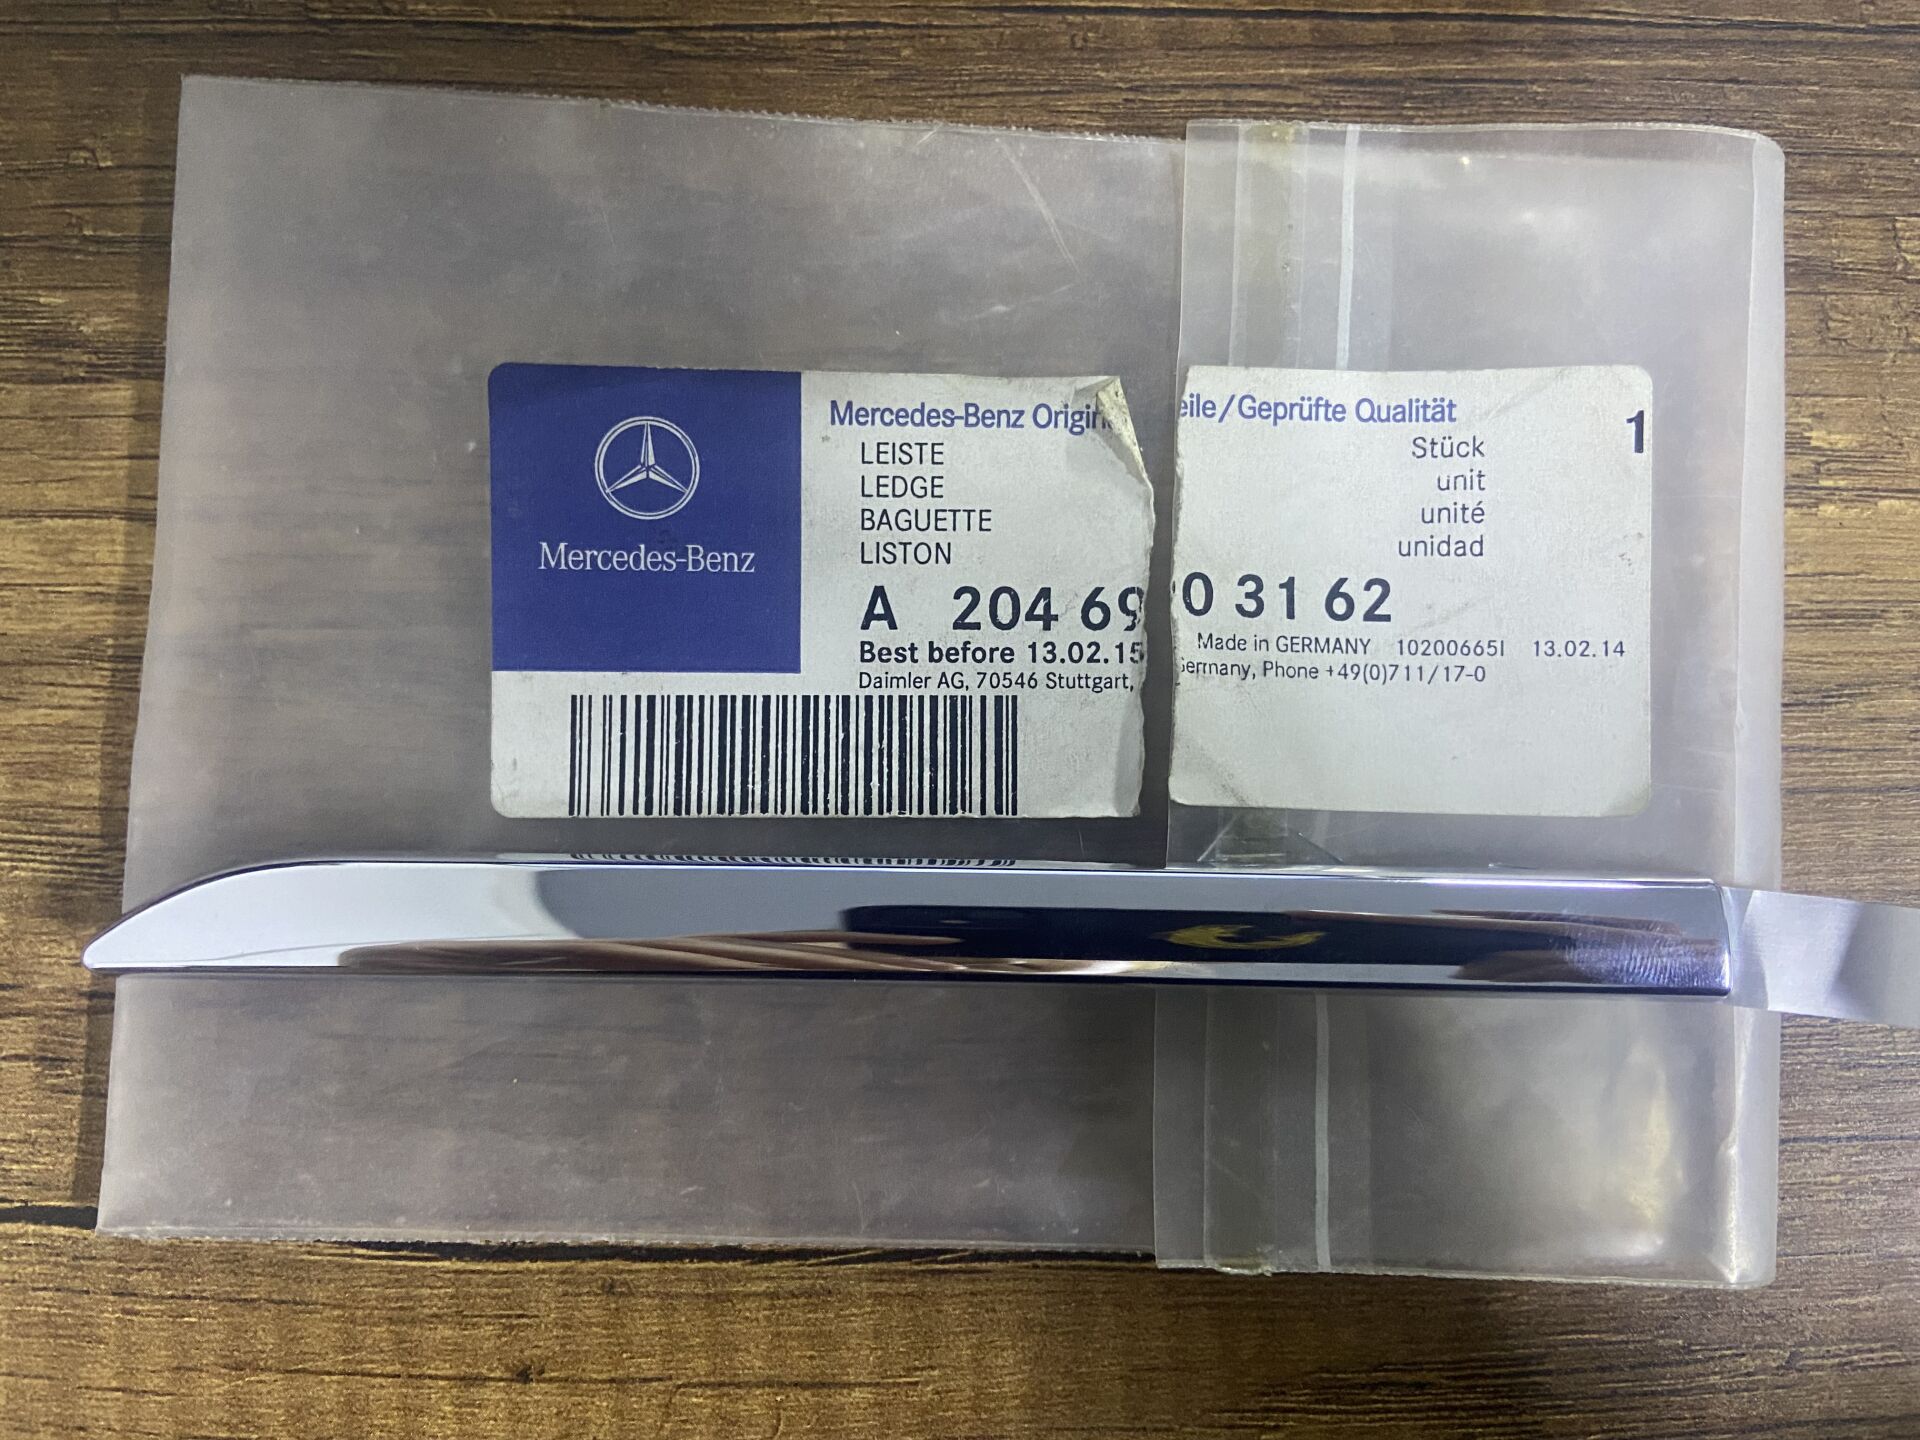 Mercedes-Benz
Mercedes-Benz Origin eile/Geprüfte Qualität
1
LEISTE Stück
LEDGE unit
BAGUETTE unité
LISTON unidad
A 204 69 0 31 62
Best before 13.02.15 Made in GERMANY 10200665I 13.02.14
Daimler AG, 70546 Stuttgart, Germany, Phone +49(0)711/17-0